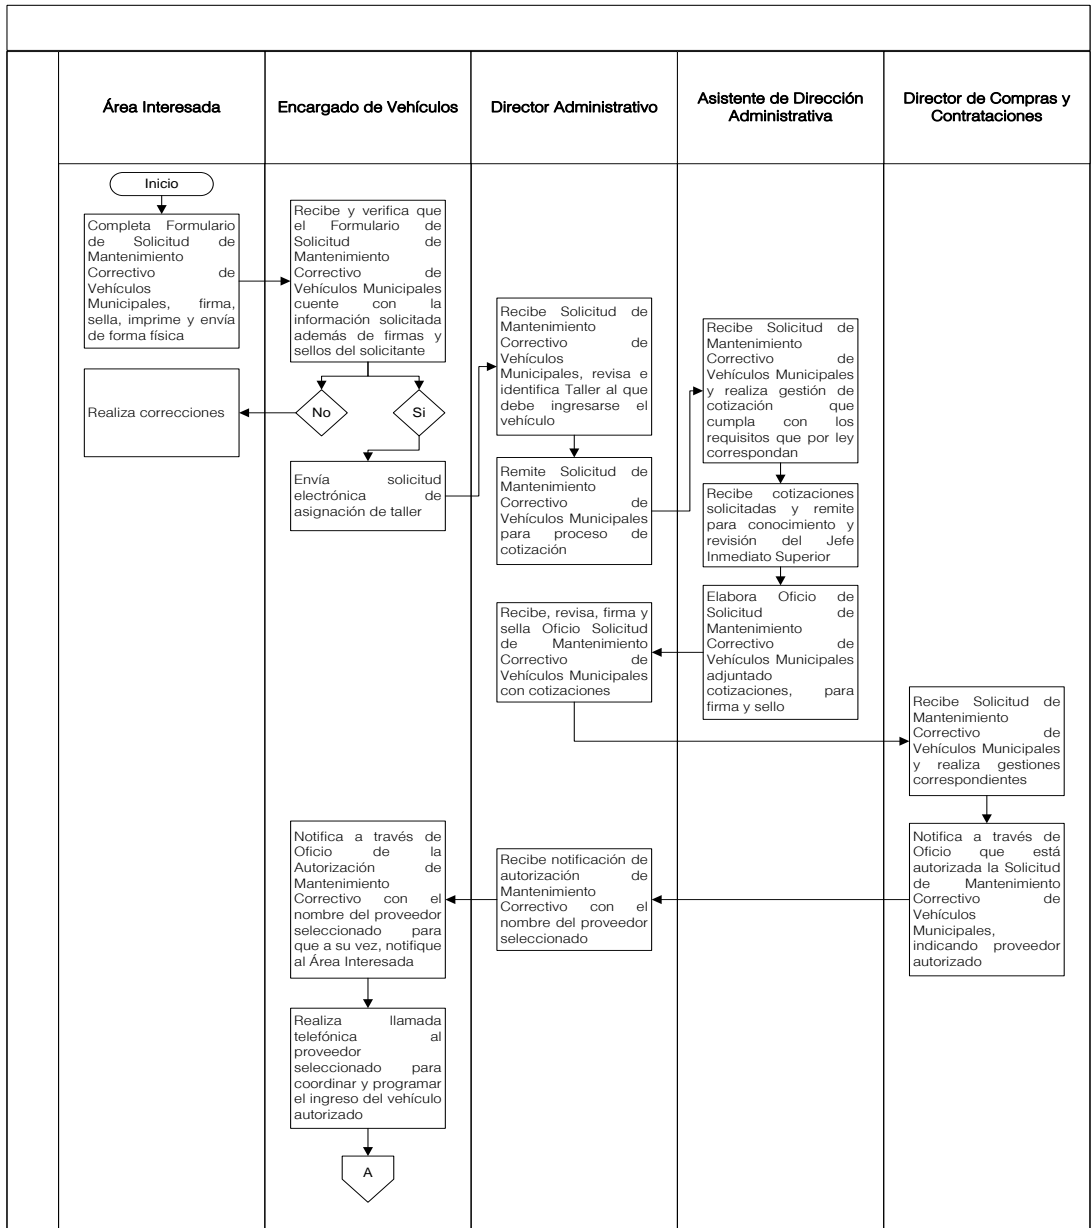 Área Interesada
Encargado de Vehículos
Director Administrativo
Asistente de Dirección
Administrativa
Director de Compras y
Contrataciones
Inicio
Completa Formulario
de Solicitud de
Mantenimiento
Correctivo de
Vehículos
Municipales, firma,
sella, imprime y envía
de forma física
Recibe y verifica que
el Formulario de
Solicitud de
Mantenimiento
Correctivo de
Vehículos Municipales
cuente con la
información solicitada
además de firmas y
sellos del solicitante
No
Si
Realiza correcciones
Envía solicitud
electrónica de
asignación de taller
Recibe Solicitud de
Mantenimiento
Correctivo de
Vehículos
Municipales, revisa e
identifica Taller al que
debe ingresarse el
vehículo
Remite Solicitud de
Mantenimiento
Correctivo de
Vehículos Municipales
para proceso de
cotización
Recibe Solicitud de
Mantenimiento
Correctivo de
Vehículos Municipales
y realiza gestión de
cotización que
cumpla con los
requisitos que por ley
correspondan
Recibe cotizaciones
solicitadas y remite
para conocimiento y
revisión del Jefe
Inmediato Superior
Elabora Oficio de
Solicitud de
Mantenimiento
Correctivo de
Vehículos Municipales
adjuntado
cotizaciones, para
firma y sello
Recibe, revisa, firma y
sella Oficio Solicitud
de Mantenimiento
Correctivo de
Vehículos Municipales
con cotizaciones
Recibe Solicitud de
Mantenimiento
Correctivo de
Vehículos Municipales
y realiza gestiones
correspondientes
Notifica a través de
Oficio que está
autorizada la Solicitud
de Mantenimiento
Correctivo de
Vehículos
Municipales,
indicando proveedor
autorizado
Recibe notificación de
autorización de
Mantenimiento
Correctivo con el
nombre del proveedor
seleccionado
Notifica a través de
Oficio de la
Autorización de
Mantenimiento
Correctivo con el
nombre del proveedor
seleccionado para
que a su vez, notifique
al Área Interesada
Realiza llamada
telefónica al
proveedor
seleccionado para
coordinar y programar
el ingreso del vehículo
autorizado
A